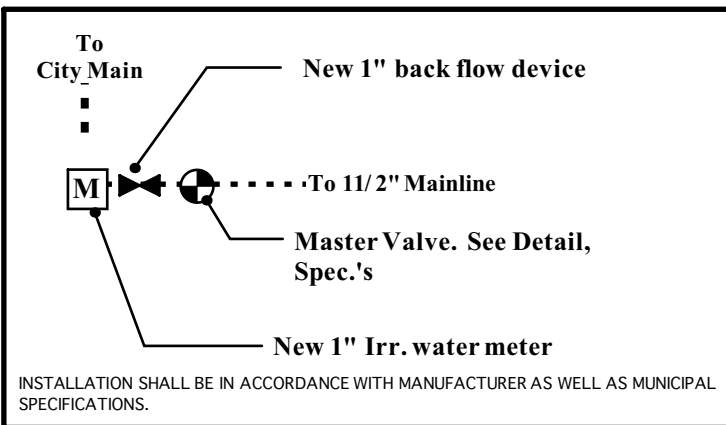 To
City Main
New 1" back flow device
M
To 11/2" Mainline
Master Valve. See Detail,
Spec.'s
New 1" Irr. water meter
INSTALLATION SHALL BE IN ACCORDANCE WITH MANUFACTURER AS WELL AS MUNICIPAL
SPECIFICATIONS.